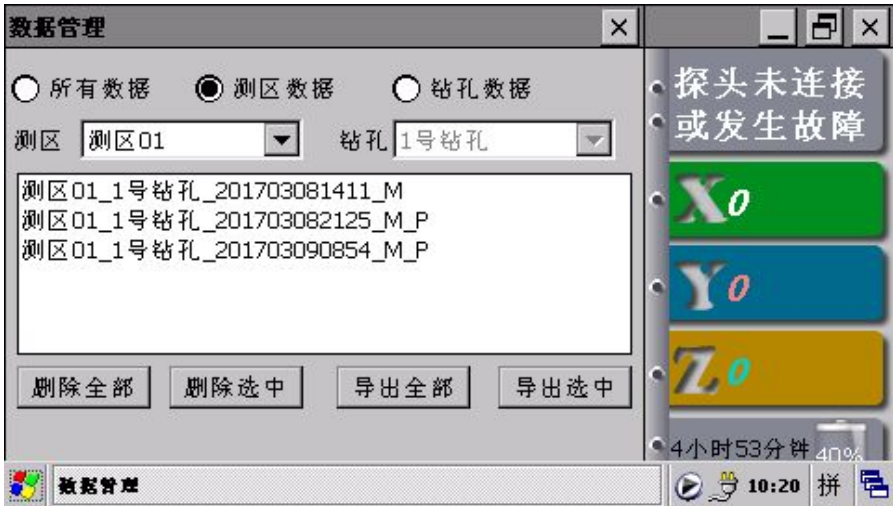 数据管理
所有数据 测区数据 钻孔数据
测区 测区01 钻孔 1号钻孔
测区01_1号钻孔_201703081411_M
测区01_1号钻孔_201703082125_M_P
测区01_1号钻孔_201703090854_M_P
删除全部 删除选中 导出全部 导出选中
探头未连接
或发生故障
X0
Y0
Z0
4小时53分钟 40%
数据管理 10:20 拼